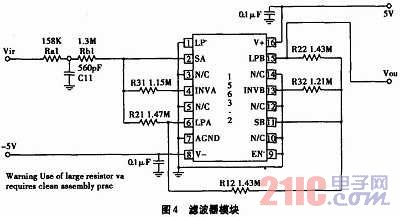 0.1μF
5V
158K
1.3M
Vir
Ra1
Rb1
560pF
C11
R31 1.15M
R21 1.47M
1 LP
2 SA
3 N/C
4 INVA
5 N/C
6 LPA
7 AGND
8 V-
1563-2
V+ 16
LPB 15
N/C 14
INVB 13
N/C 12
SB 11
N/C 10
EN 9
R22 1.43M
R32 1.21M
Vou
-5V
0.1μF
Warning Use of large resistor va
requires clean assembly prac
R12 1.43M
21IC电子网
.com
图4 滤波器模块